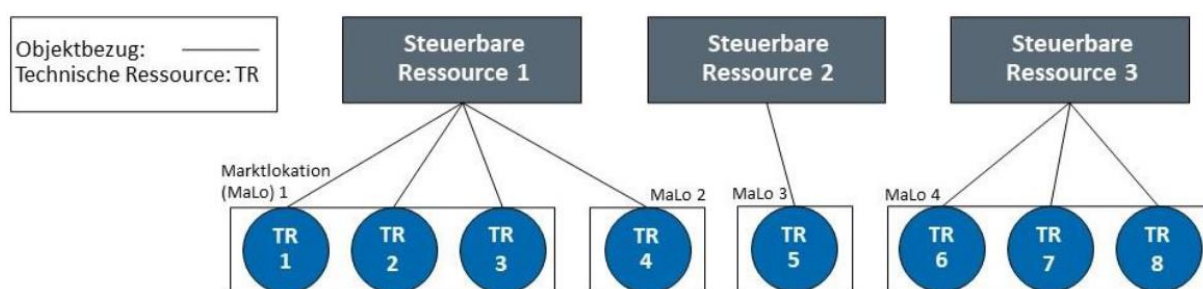 Objektbezug:
Technische Ressource: TR
Steuerbare
Ressource 1
Steuerbare
Ressource 2
Steuerbare
Ressource 3
Marktlokation
(MaLo) 1
MaLo 2
MaLo 3
MaLo 4
TR
1
TR
2
TR
3
TR
4
TR
5
TR
6
TR
7
TR
8